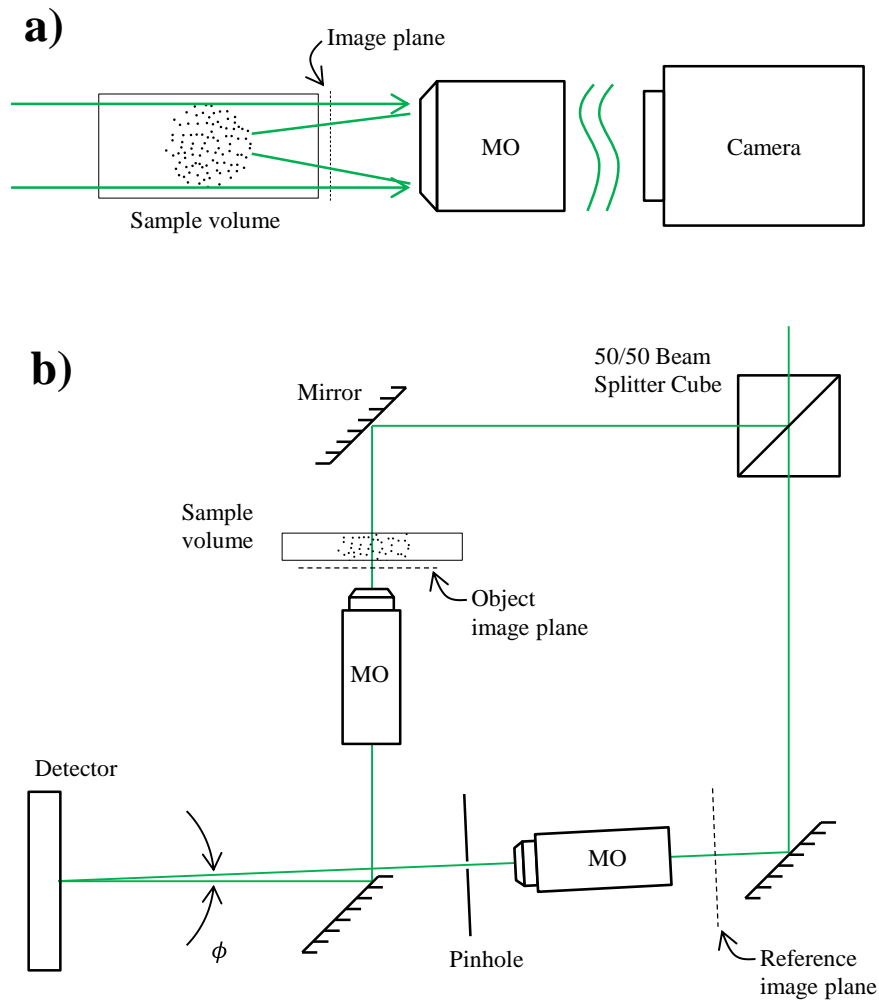 a)
Image plane
MO
Camera
Sample volume
b)
50/50 Beam
Splitter Cube
Mirror
Sample
volume
Object
image plane
MO
Detector
MO
ϕ
Pinhole
Reference
image plane